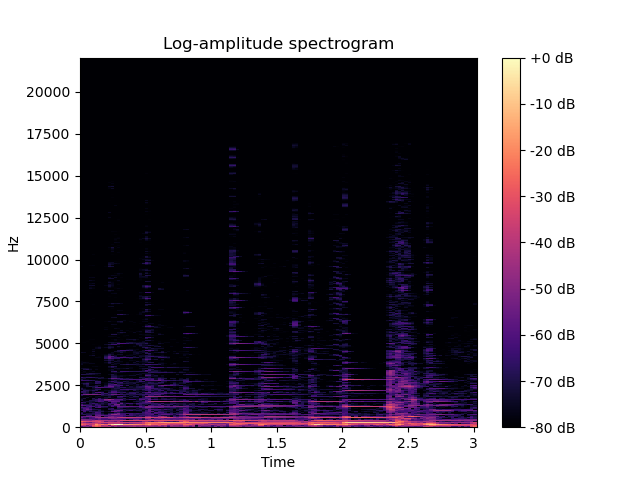 Log-amplitude spectrogram
20000
17500
15000
12500
10000
7500
5000
2500
0
Hz
0 0.5 1 1.5 2 2.5 3
Time
+0 dB
-10 dB
-20 dB
-30 dB
-40 dB
-50 dB
-60 dB
-70 dB
-80 dB